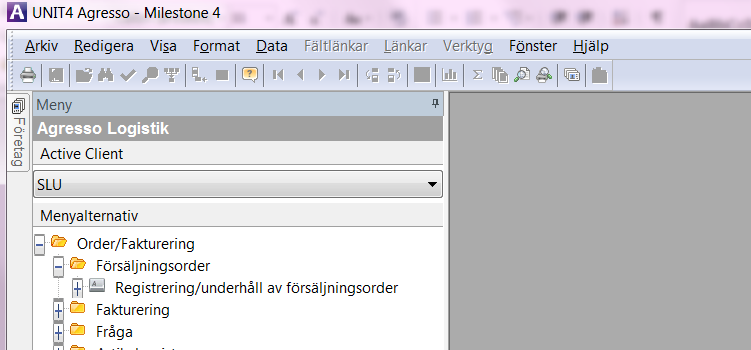 UNIT4 Agresso - Milestone 4
Arkiv Redigera Visa Format Data Fältlänkar Länkar Verktyg Fönster Hjälp
Företag
Meny
Agresso Logistik
Active Client
SLU
Menyalternativ
Order/Fakturering
Försäljningsorder
Registrering/underhåll av försäljningsorder
Fakturering
Fråga